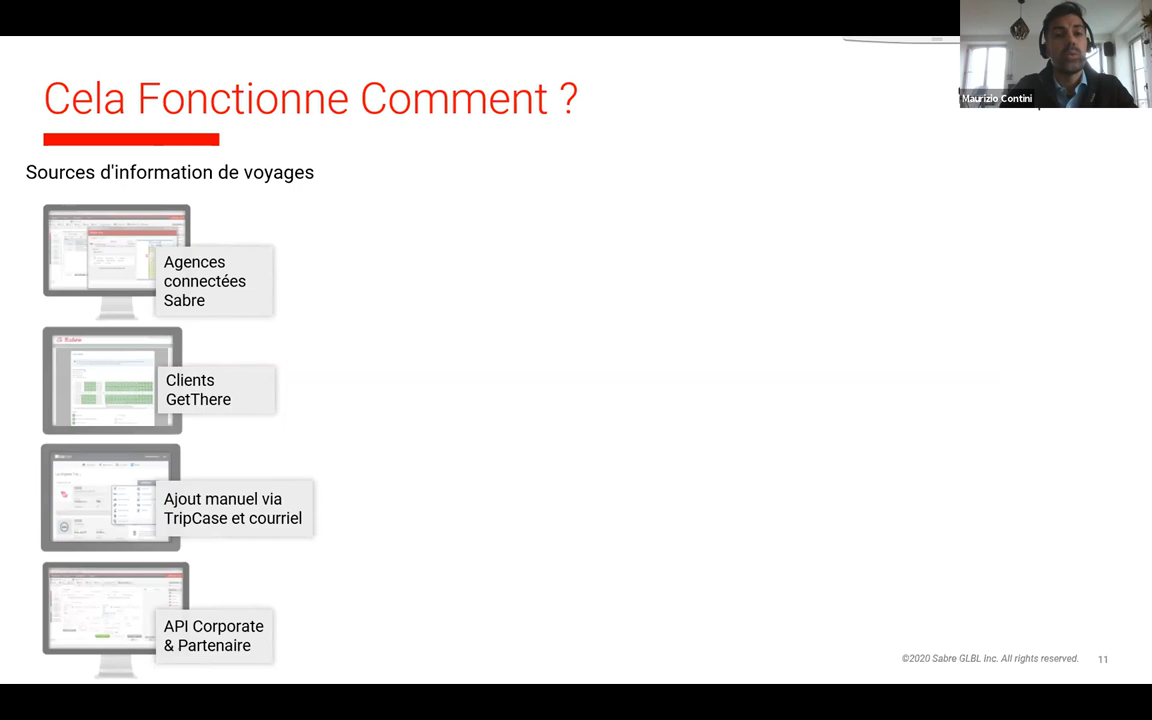 Cela Fonctionne Comment ?
Maurizio Contini
Sources d'information de voyages
Agences
connectées
Sabre
Clients
GetThere
Ajout manuel via
TripCase et courriel
API Corporate
& Partenaire
©2020 Sabre GLBL Inc. All rights reserved.
11